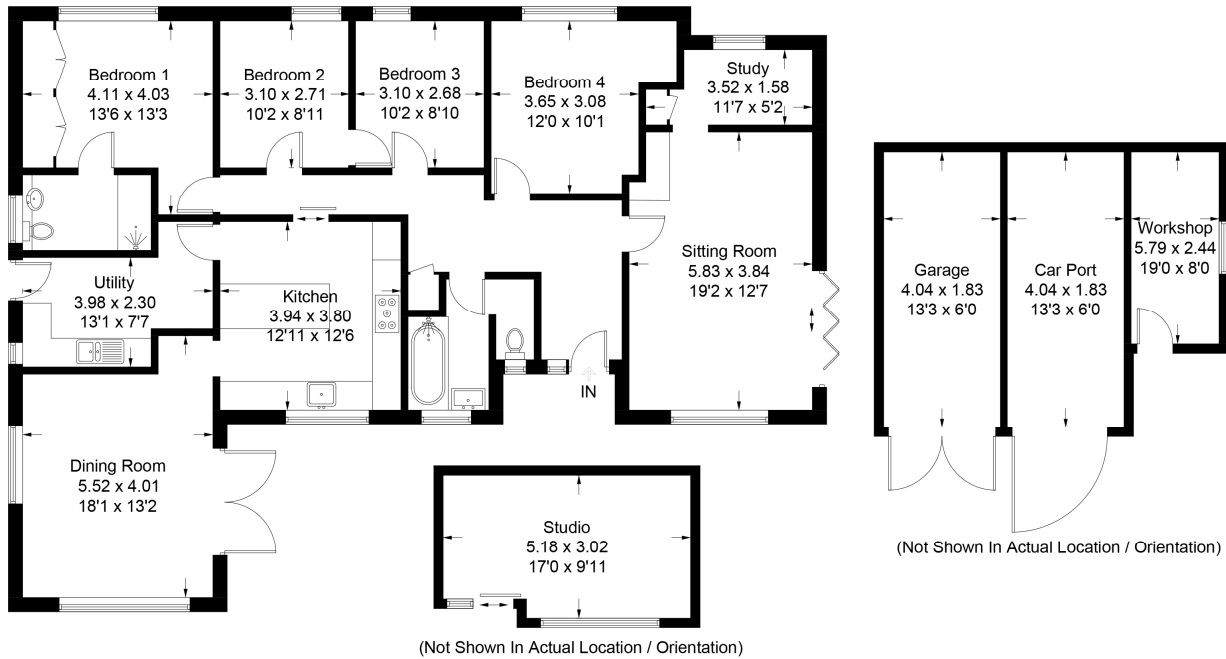 Bedroom 1
4.11 x 4.03
13'6 x 13'3
Bedroom 2
3.10 x 2.71
10'2 x 8'11
Bedroom 3
3.10 x 2.68
10'2 x 8'10
Bedroom 4
3.65 x 3.08
12'0 x 10'1
Study
3.52 x 1.58
11'7 x 5'2
Utility
3.98 x 2.30
13'1 x 7'7
Kitchen
3.94 x 3.80
12'11 x 12'6
Sitting Room
5.83 x 3.84
19'2 x 12'7
IN
Dining Room
5.52 x 4.01
18'1 x 13'2
Studio
5.18 x 3.02
17'0 x 9'11
(Not Shown In Actual Location / Orientation)
Garage
4.04 x 1.83
13'3 x 6'0
Car Port
4.04 x 1.83
13'3 x 6'0
Workshop
5.79 x 2.44
19'0 x 8'0
(Not Shown In Actual Location / Orientation)